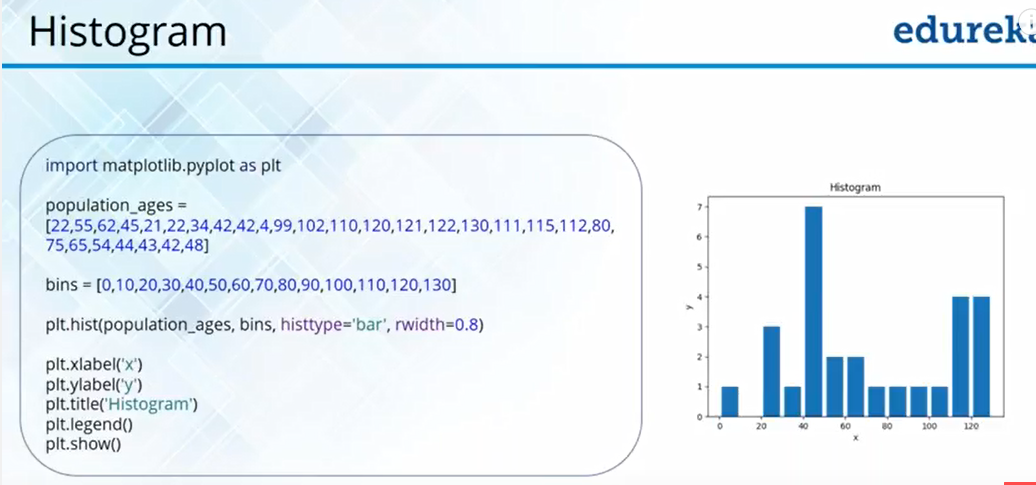 Histogram
import matplotlib.pyplot as plt
population_ages =
[22,55,62,45,21,22,34,42,42,4,99,102,110,120,121,122,130,111,115,112,80,
75,65,54,44,43,42,48]
bins = [0,10,20,30,40,50,60,70,80,90,100,110,120,130]
plt.hist(population_ages, bins, histtype='bar', rwidth=0.8)
plt.xlabel('x')
plt.ylabel('y')
plt.title('Histogram')
plt.legend()
plt.show()
Histogram
7
6
5
4
3
2
1
0
y
0 20 40 60 80 100 120
x